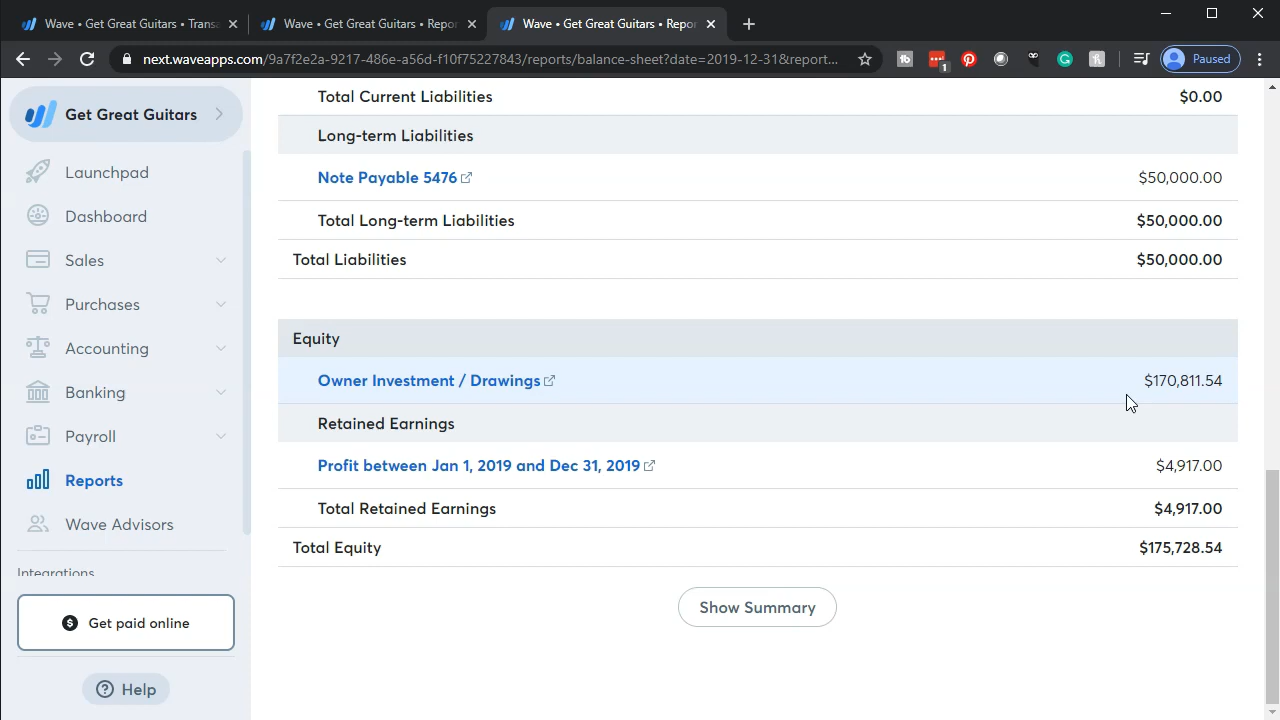 Wave • Get Great Guitars • Transa
Wave • Get Great Guitars • Repor
Wave • Get Great Guitars • Repor
next.waveapps.com/9a7f2e2a-9217-486e-a56d-f10f75227843/reports/balance-sheet?date=2019-12-31&report...
1
Paused
Get Great Guitars
Launchpad
Dashboard
Sales
Purchases
Accounting
Banking
Payroll
Reports
Wave Advisors
Integrations
$ Get paid online
? Help
Total Current Liabilities $0.00
Long-term Liabilities
Note Payable 5476 $50,000.00
Total Long-term Liabilities $50,000.00
Total Liabilities $50,000.00
Equity
Owner Investment / Drawings $170,811.54
Retained Earnings
Profit between Jan 1, 2019 and Dec 31, 2019 $4,917.00
Total Retained Earnings $4,917.00
Total Equity $175,728.54
Show Summary